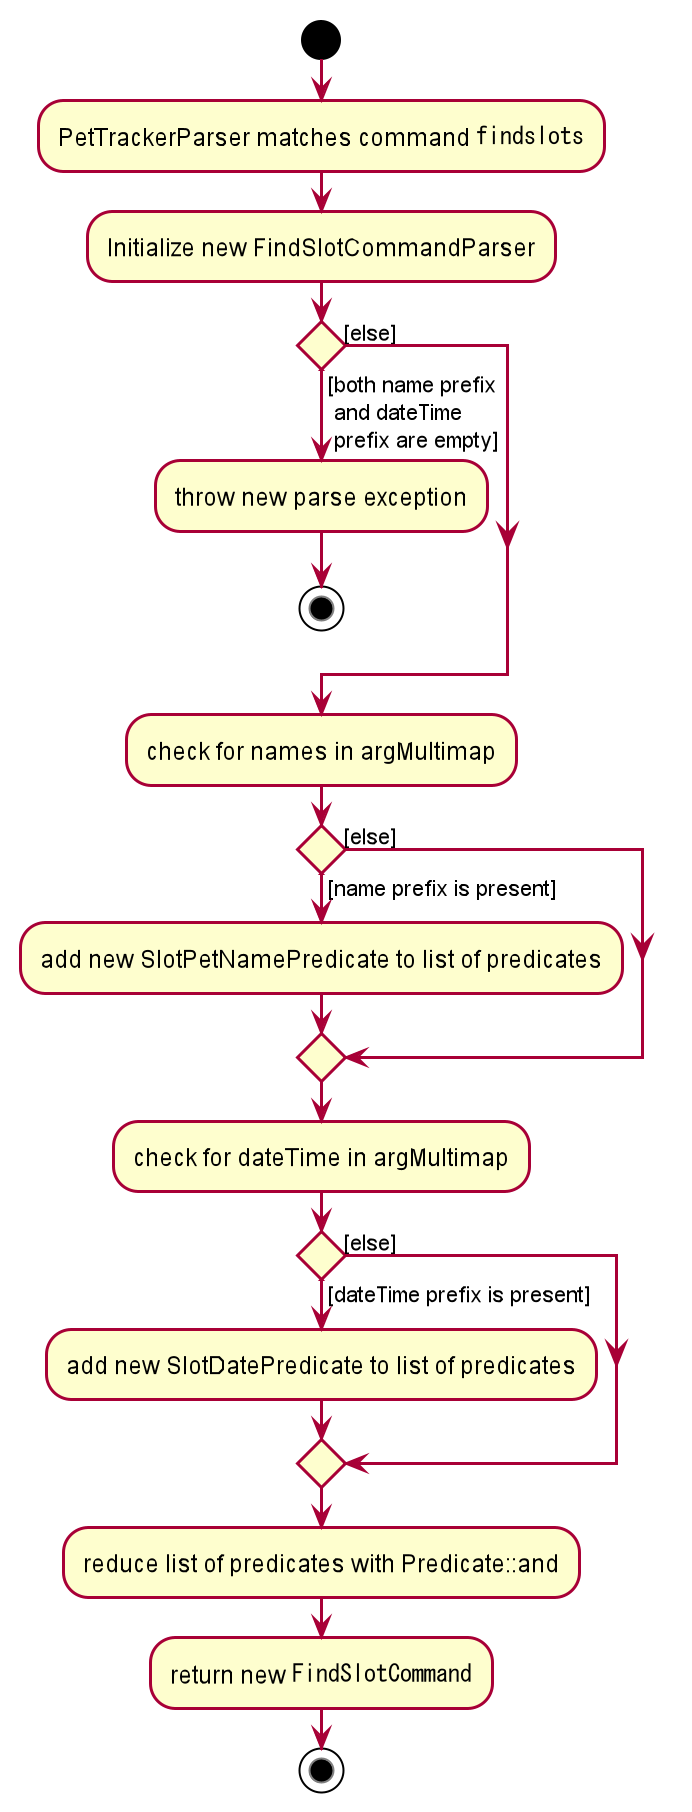 PetTrackerParser matches command findslots
Initialize new FindSlotCommandParser
[else]
[both name prefix
and dateTime
prefix are empty]
throw new parse exception
check for names in argMultimap
[else]
[name prefix is present]
add new SlotPetNamePredicate to list of predicates
check for dateTime in argMultimap
[else]
[dateTime prefix is present]
add new SlotDatePredicate to list of predicates
reduce list of predicates with Predicate::and
return new FindSlotCommand